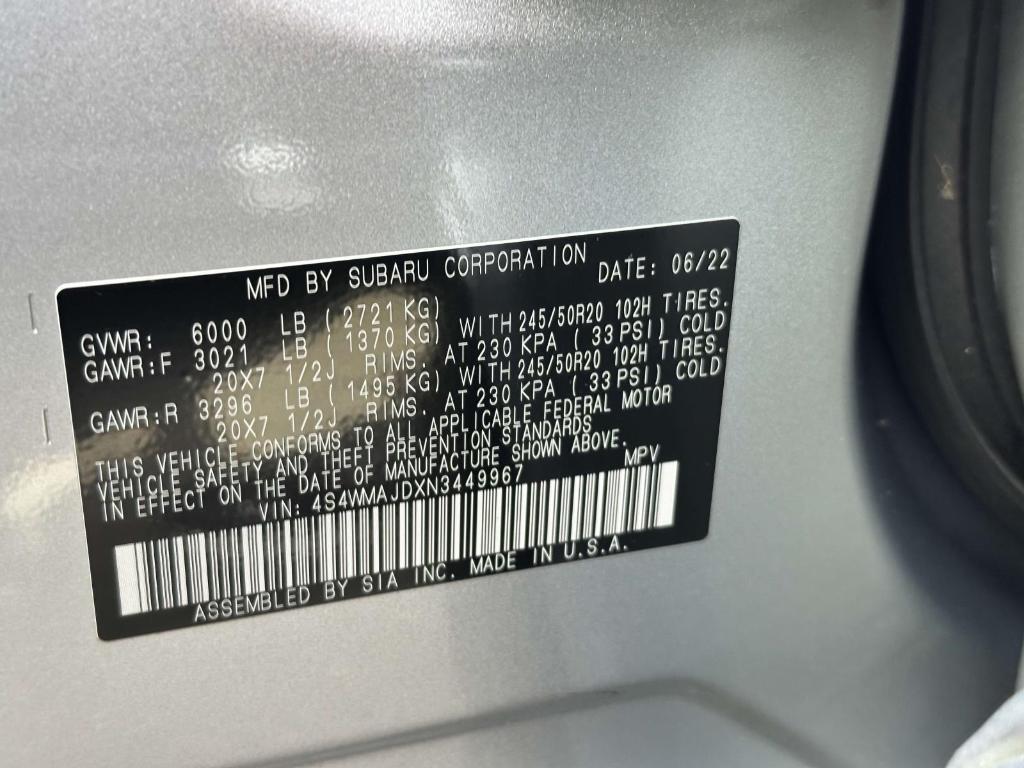 MFD BY SUBARU CORPORATION DATE: 06/22
GVWR: 6000 LB ( 2721 KG)
GAWR:F 3021 LB ( 1370 KG) WITH 245/50R20 102H TIRES.
20X7 1/2J RIMS. AT 230 KPA ( 33 PSI) COLD
GAWR:R 3296 LB ( 1495 KG) WITH 245/50R20 102H TIRES.
20X7 1/2J RIMS. AT 230 KPA ( 33 PSI) COLD
THIS VEHICLE CONFORMS TO ALL APPLICABLE FEDERAL MOTOR
VEHICLE SAFETY AND THEFT PREVENTION STANDARDS
IN EFFECT ON THE DATE OF MANUFACTURE SHOWN ABOVE.
VIN: 4S4WMAJDXN3449967 MPV
ASSEMBLED BY SIA INC. MADE IN U.S.A.